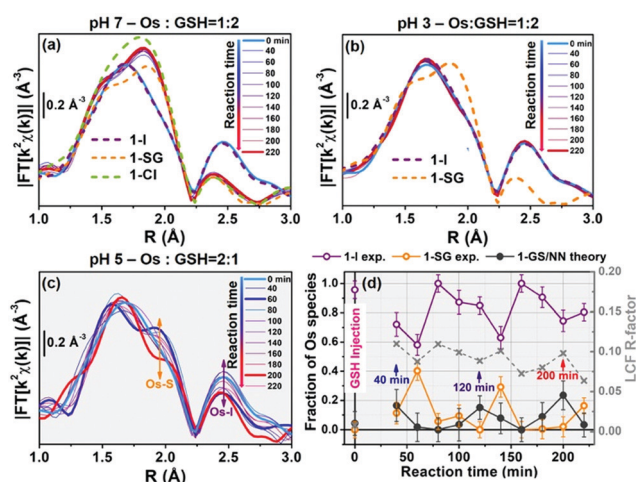 pH 7 – Os : GSH=1:2
(a)
|FT[k²χ(k)]| (Å⁻³)
0.2 Å⁻³
1-I
1-SG
1-Cl
Reaction time
0 min
40
60
80
100
120
140
160
180
200
220
1.0 1.5 2.0 2.5 3.0
R (Å)
pH 3 – Os:GSH=1:2
(b)
|FT[k²χ(k)]| (Å⁻³)
0.2 Å⁻³
1-I
1-SG
Reaction time
0 min
40
60
80
100
120
140
160
180
200
220
1.0 1.5 2.0 2.5 3.0
R (Å)
pH 5 – Os : GSH=2:1
(c)
|FT[k²χ(k)]| (Å⁻³)
0.2 Å⁻³
Os-S
Os-I
Reaction time
0 min
40
60
80
100
120
140
160
180
200
220
1.0 1.5 2.0 2.5 3.0
R (Å)
1-I exp. 1-SG exp. 1-GS/NN theory
(d)
Fraction of Os species
1.0
0.8
0.6
0.4
0.2
0.0
GSH Injection
40 min
120 min
200 min
0.20
0.15
0.10
0.05
0.00
LCF R-factor
0 50 100 150 200
Reaction time (min)